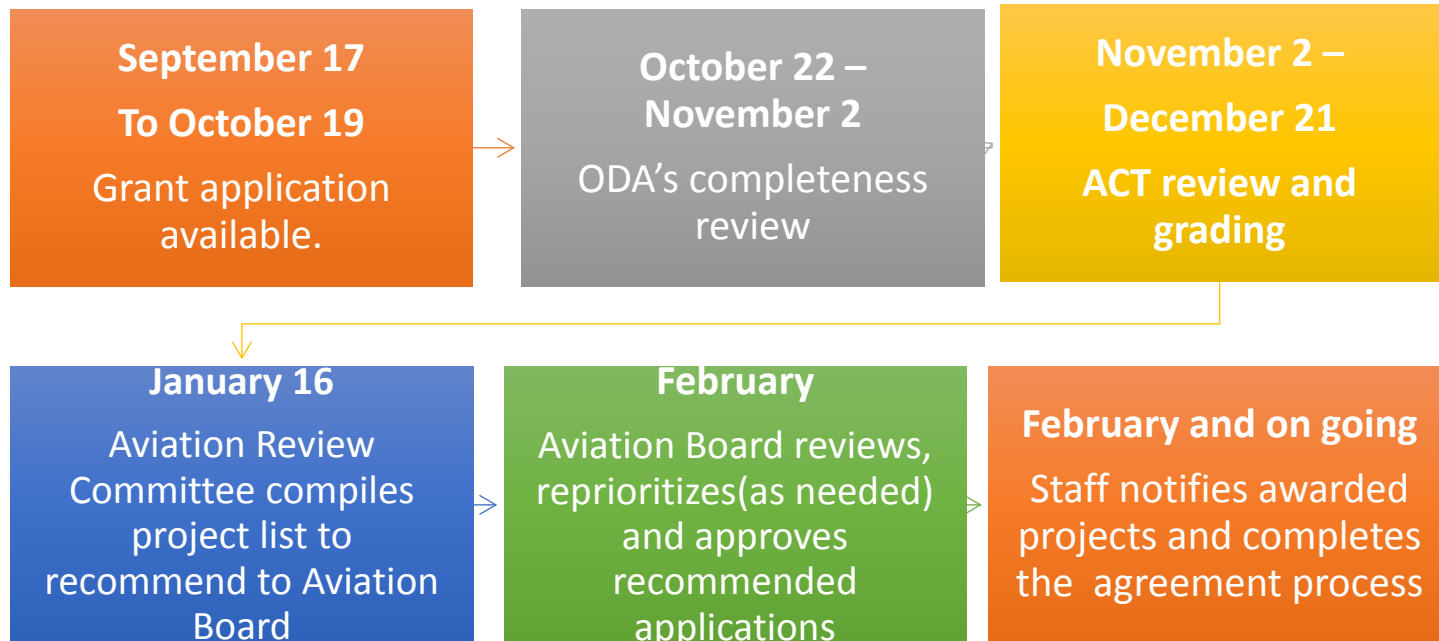 September 17
To October 19
Grant application
available.
October 22 –
November 2
ODA's completeness
review
November 2 –
December 21
ACT review and
grading
January 16
Aviation Review
Committee compiles
project list to
recommend to Aviation
Board
February
Aviation Board reviews,
reprioritizes(as needed)
and approves
recommended
applications
February and on going
Staff notifies awarded
projects and completes
the  agreement process